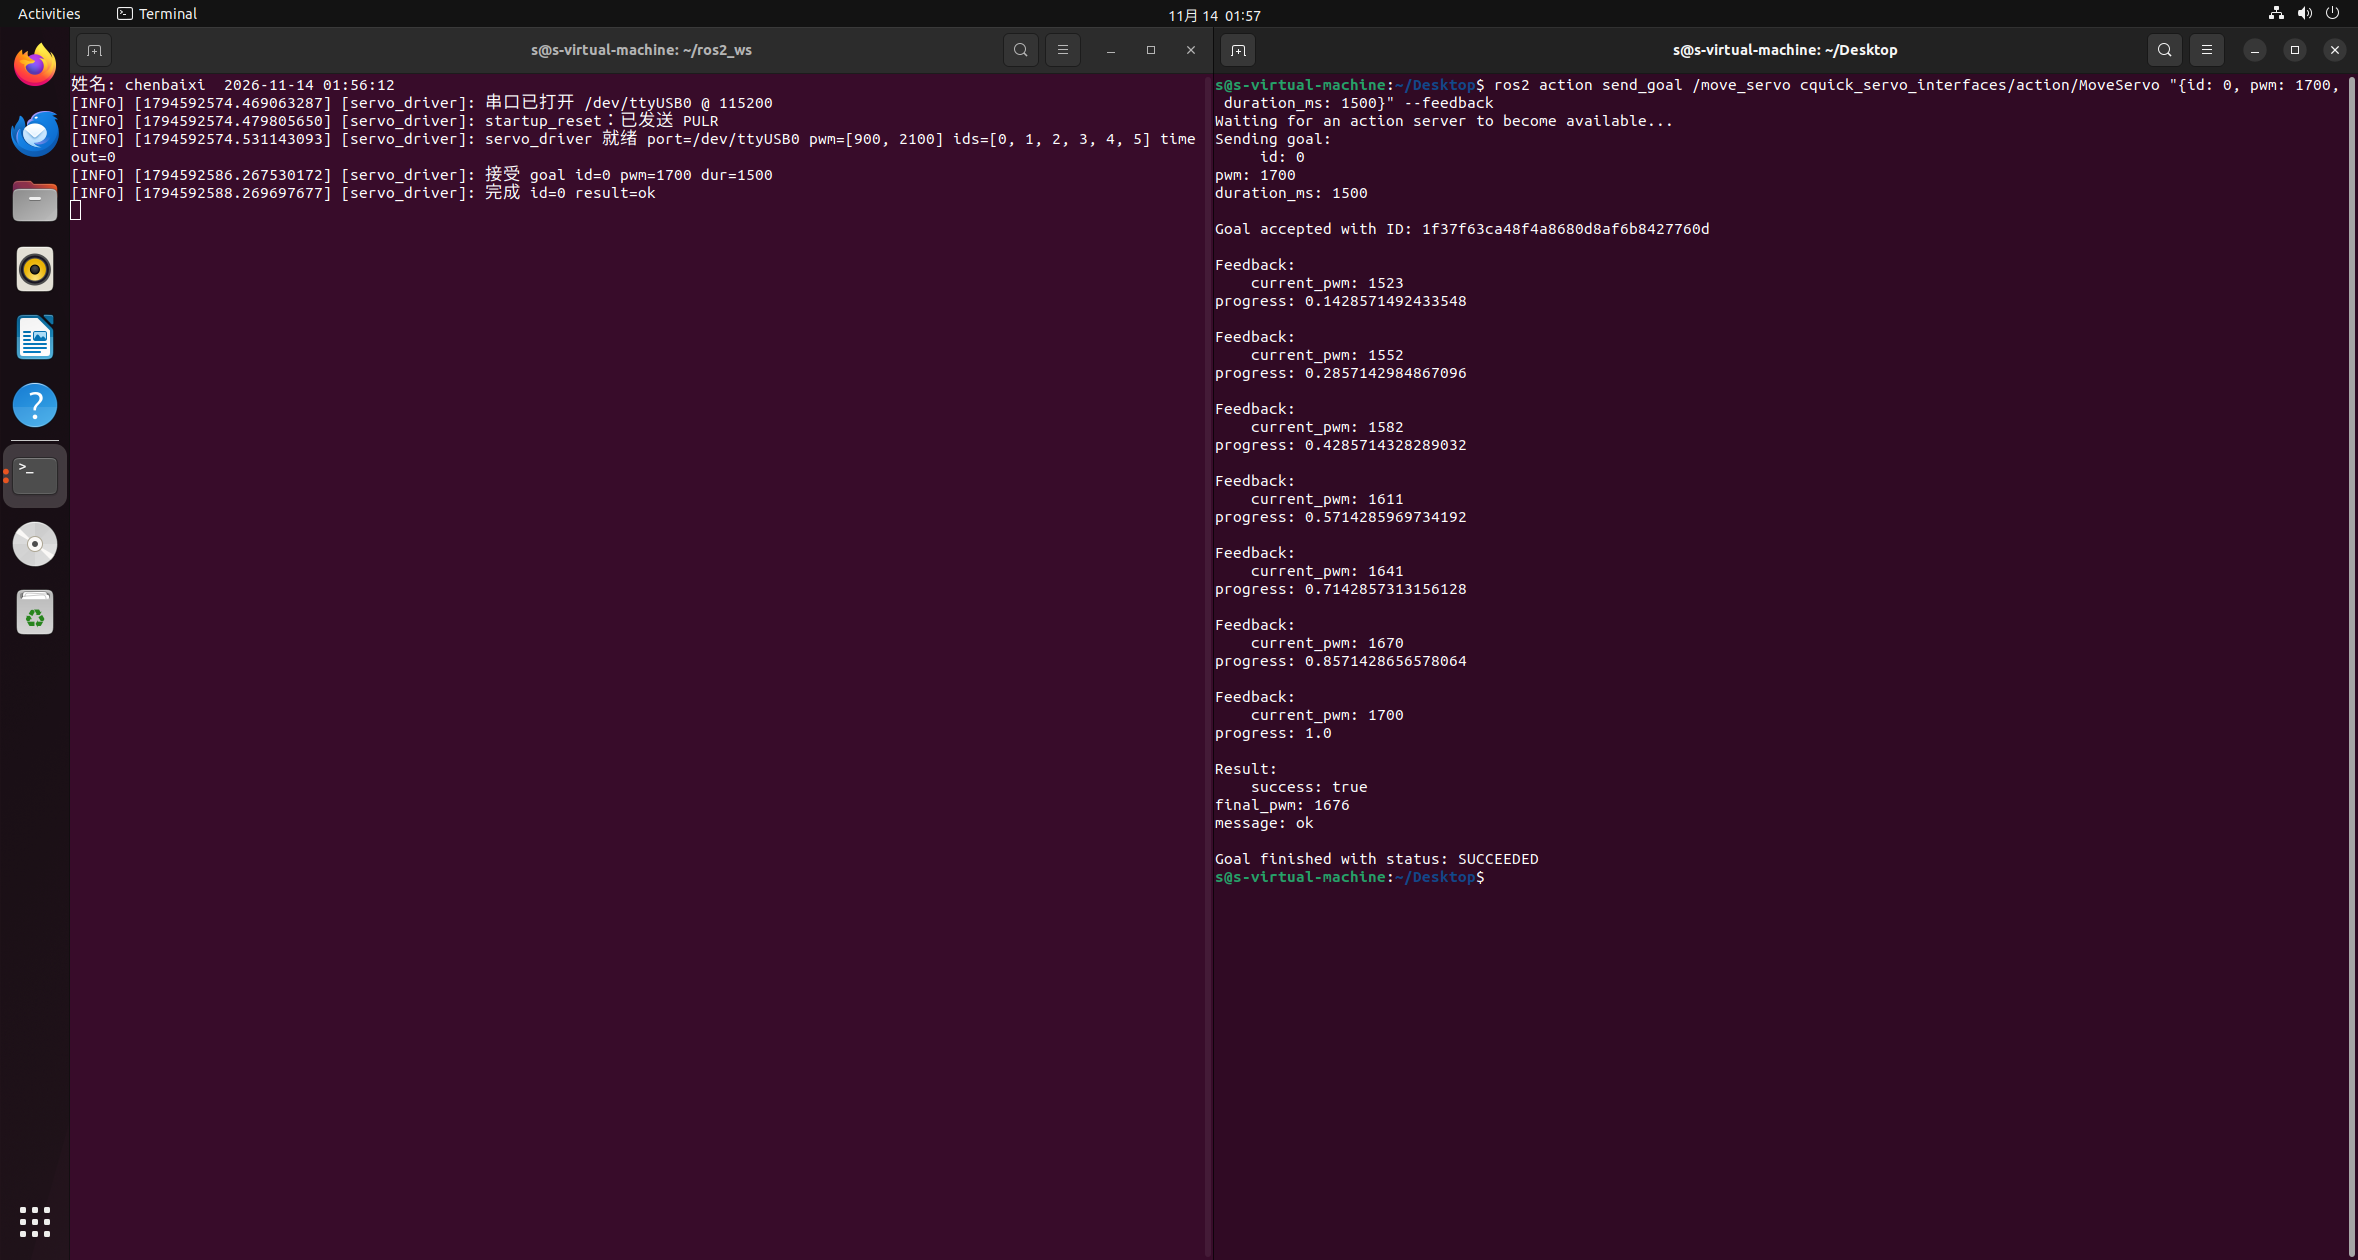 Activities
Terminal
11月 14 01:57
s@s-virtual-machine: ~/ros2_ws
姓名: chenbaixi  2026-11-14 01:56:12
[INFO] [1794592574.469063287] [servo_driver]: 串口已打开 /dev/ttyUSB0 @ 115200
[INFO] [1794592574.479805650] [servo_driver]: startup_reset：已发送 PULR
[INFO] [1794592574.531143093] [servo_driver]: servo_driver 就绪 port=/dev/ttyUSB0 pwm=[900, 2100] ids=[0, 1, 2, 3, 4, 5] time
out=0
[INFO] [1794592586.267530172] [servo_driver]: 接受 goal id=0 pwm=1700 dur=1500
[INFO] [1794592588.269697677] [servo_driver]: 完成 id=0 result=ok
s@s-virtual-machine: ~/Desktop
s@s-virtual-machine:~/Desktop$ ros2 action send_goal /move_servo cquick_servo_interfaces/action/MoveServo "{id: 0, pwm: 1700,
 duration_ms: 1500}" --feedback
Waiting for an action server to become available...
Sending goal:
     id: 0
pwm: 1700
duration_ms: 1500
Goal accepted with ID: 1f37f63ca48f4a8680d8af6b8427760d
Feedback:
    current_pwm: 1523
progress: 0.1428571492433548
Feedback:
    current_pwm: 1552
progress: 0.2857142984867096
Feedback:
    current_pwm: 1582
progress: 0.4285714328289032
Feedback:
    current_pwm: 1611
progress: 0.5714285969734192
Feedback:
    current_pwm: 1641
progress: 0.7142857313156128
Feedback:
    current_pwm: 1670
progress: 0.8571428656578064
Feedback:
    current_pwm: 1700
progress: 1.0
Result:
    success: true
final_pwm: 1676
message: ok
Goal finished with status: SUCCEEDED
s@s-virtual-machine:~/Desktop$